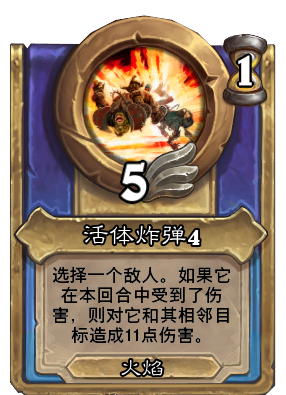 1
5
活体炸弹4
选择一个敌人。如果它
在本回合中受到了伤
害，则对它和其相邻目
标造成11点伤害。
火焰